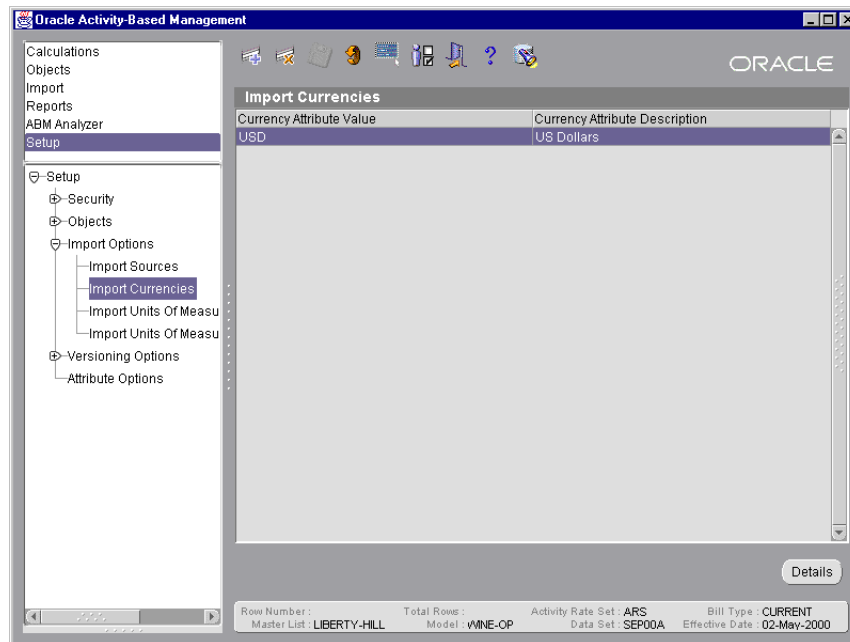 Oracle Activity-Based Management
Calculations
Objects
Import
Reports
ABM Analyzer
Setup
ORACLE
Import Currencies
Currency Attribute Value Currency Attribute Description
USD US Dollars
Setup
Security
Objects
Import Options
Import Sources
Import Currencies
Import Units Of Measu
Import Units Of Measu
Versioning Options
Attribute Options
Details
Row Number : Total Rows : Activity Rate Set : ARS Bill Type : CURRENT
Master List : LIBERTY-HILL Model : WINE-OP Data Set : SEP00A Effective Date : 02-May-2000